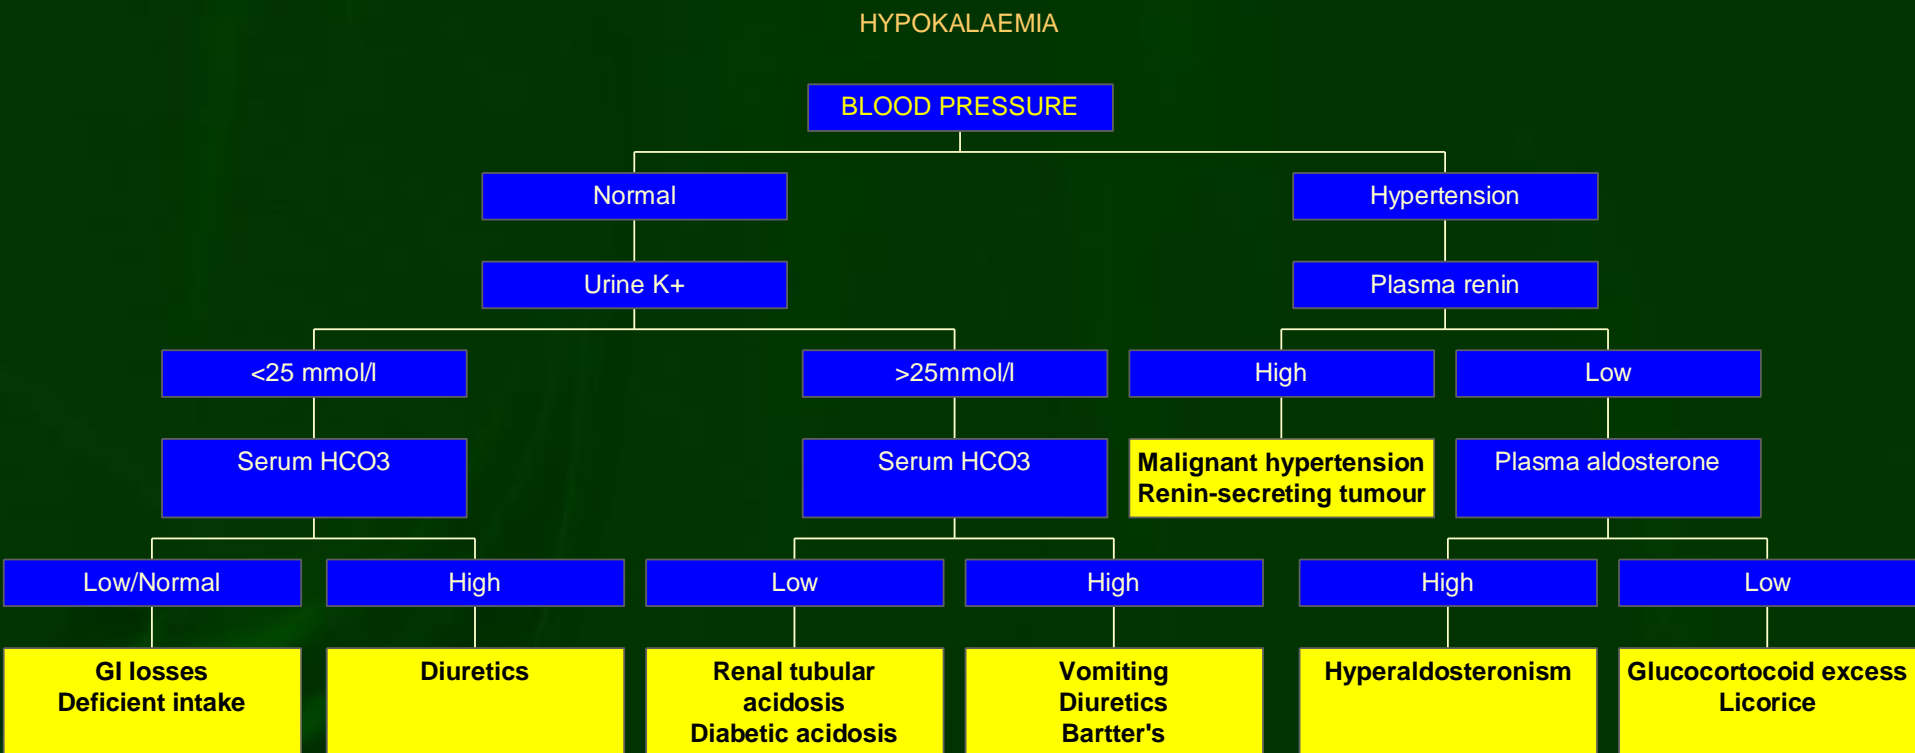 HYPOKALAEMIA
BLOOD PRESSURE
Normal
Hypertension
Urine K+
Plasma renin
<25 mmol/l
>25mmol/l
High
Low
Serum HCO3
Serum HCO3
Malignant hypertension
Renin-secreting tumour
Plasma aldosterone
Low/Normal
High
Low
High
High
Low
GI losses
Deficient intake
Diuretics
Renal tubular
acidosis
Diabetic acidosis
Vomiting
Diuretics
Bartter's
Hyperaldosteronism
Glucocortocoid excess
Licorice